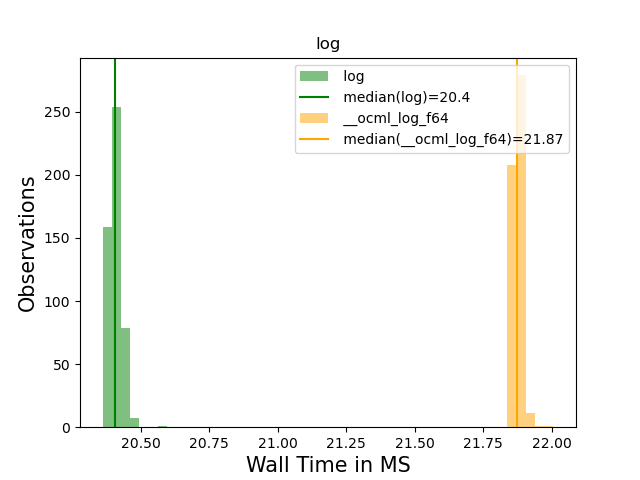 log
log
median(log)=20.4
__ocml_log_f64
median(__ocml_log_f64)=21.87
Observations
250
200
150
100
50
0
20.50 20.75 21.00 21.25 21.50 21.75 22.00
Wall Time in MS